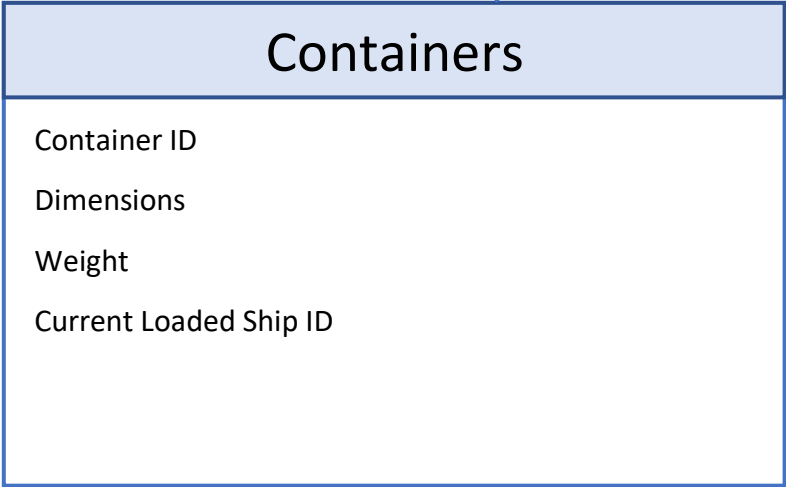 Containers
Container ID
Dimensions
Weight
Current Loaded Ship ID